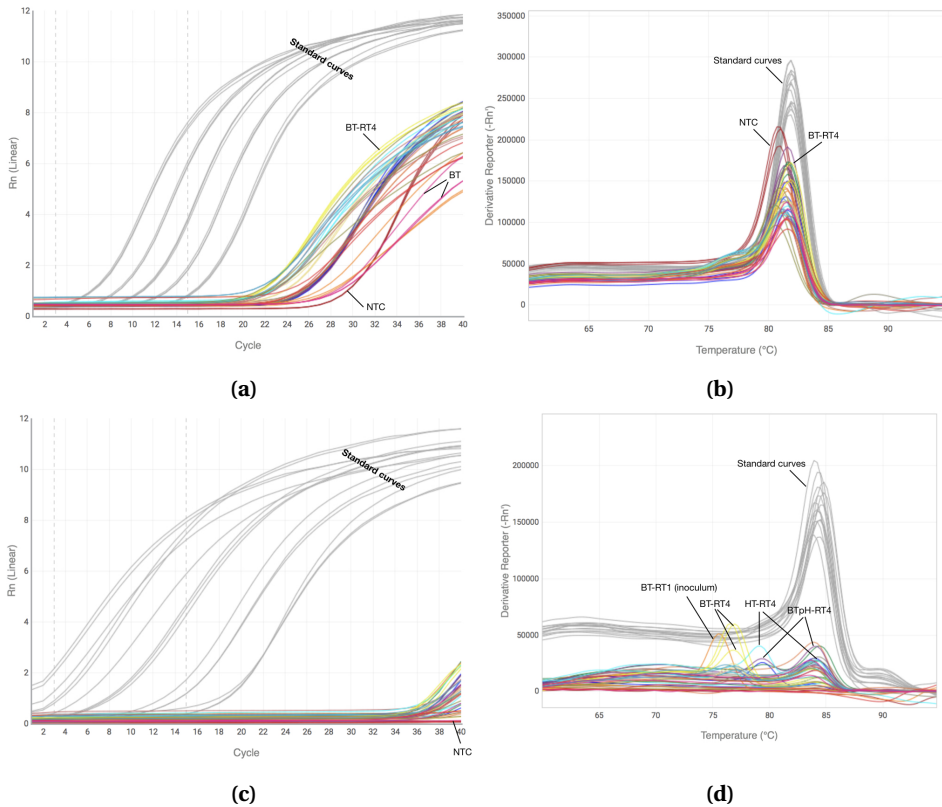 12
10
8
6
4
2
0
Rn (Linear)
2 4 6 8 10 12 14 16 18 20 22 24 26 28 30 32 34 36 38 40
Cycle
Standard curves
BT-RT4
BT
NTC
(a)
350000
300000
250000
200000
150000
100000
50000
0
Derivative Reporter (-Rn')
65 70 75 80 85 90
Temperature (°C)
Standard curves
NTC
BT-RT4
(b)
12
10
8
6
4
2
0
Rn (Linear)
2 4 6 8 10 12 14 16 18 20 22 24 26 28 30 32 34 36 38 40
Cycle
Standard curves
NTC
(c)
200000
150000
100000
50000
0
Derivative Reporter (-Rn')
65 70 75 80 85 90
Temperature (°C)
Standard curves
BT-RT1 (inoculum)
BT-RT4
HT-RT4
BTpH-RT4
(d)